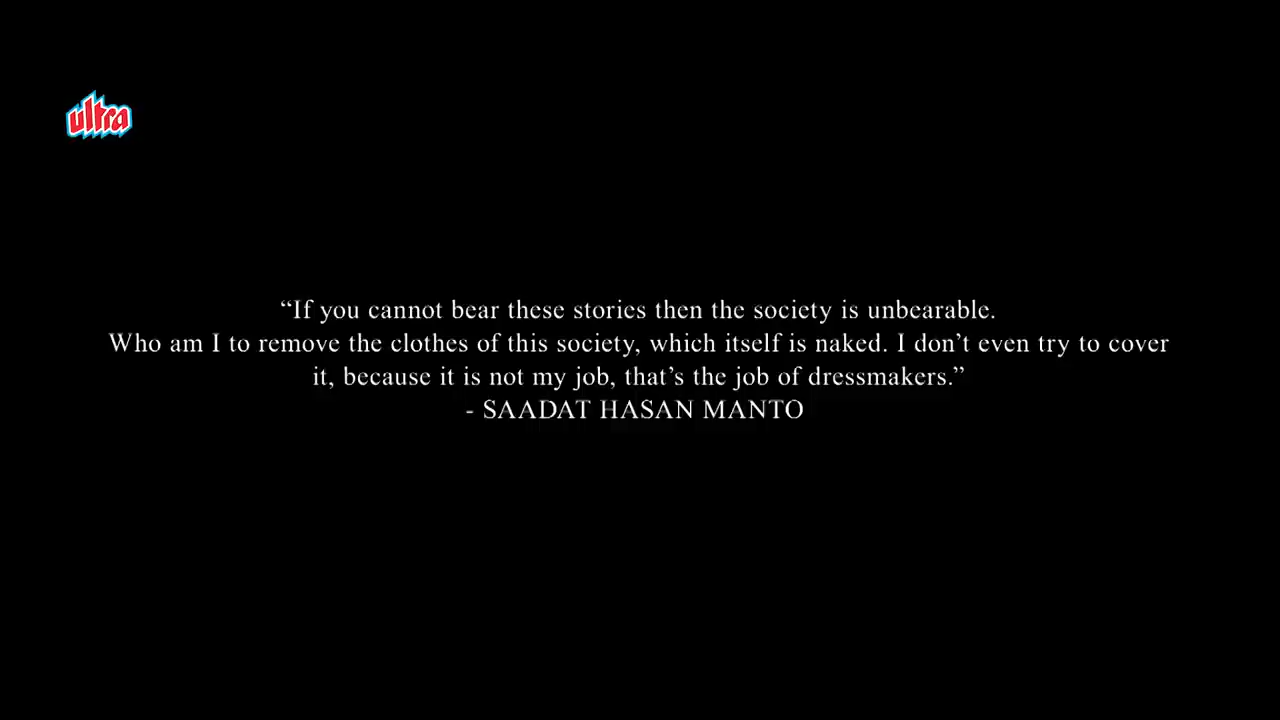 ultra
“If you cannot bear these stories then the society is unbearable.
Who am I to remove the clothes of this society, which itself is naked. I don’t even try to cover
it, because it is not my job, that’s the job of dressmakers.”
- SAADAT HASAN MANTO